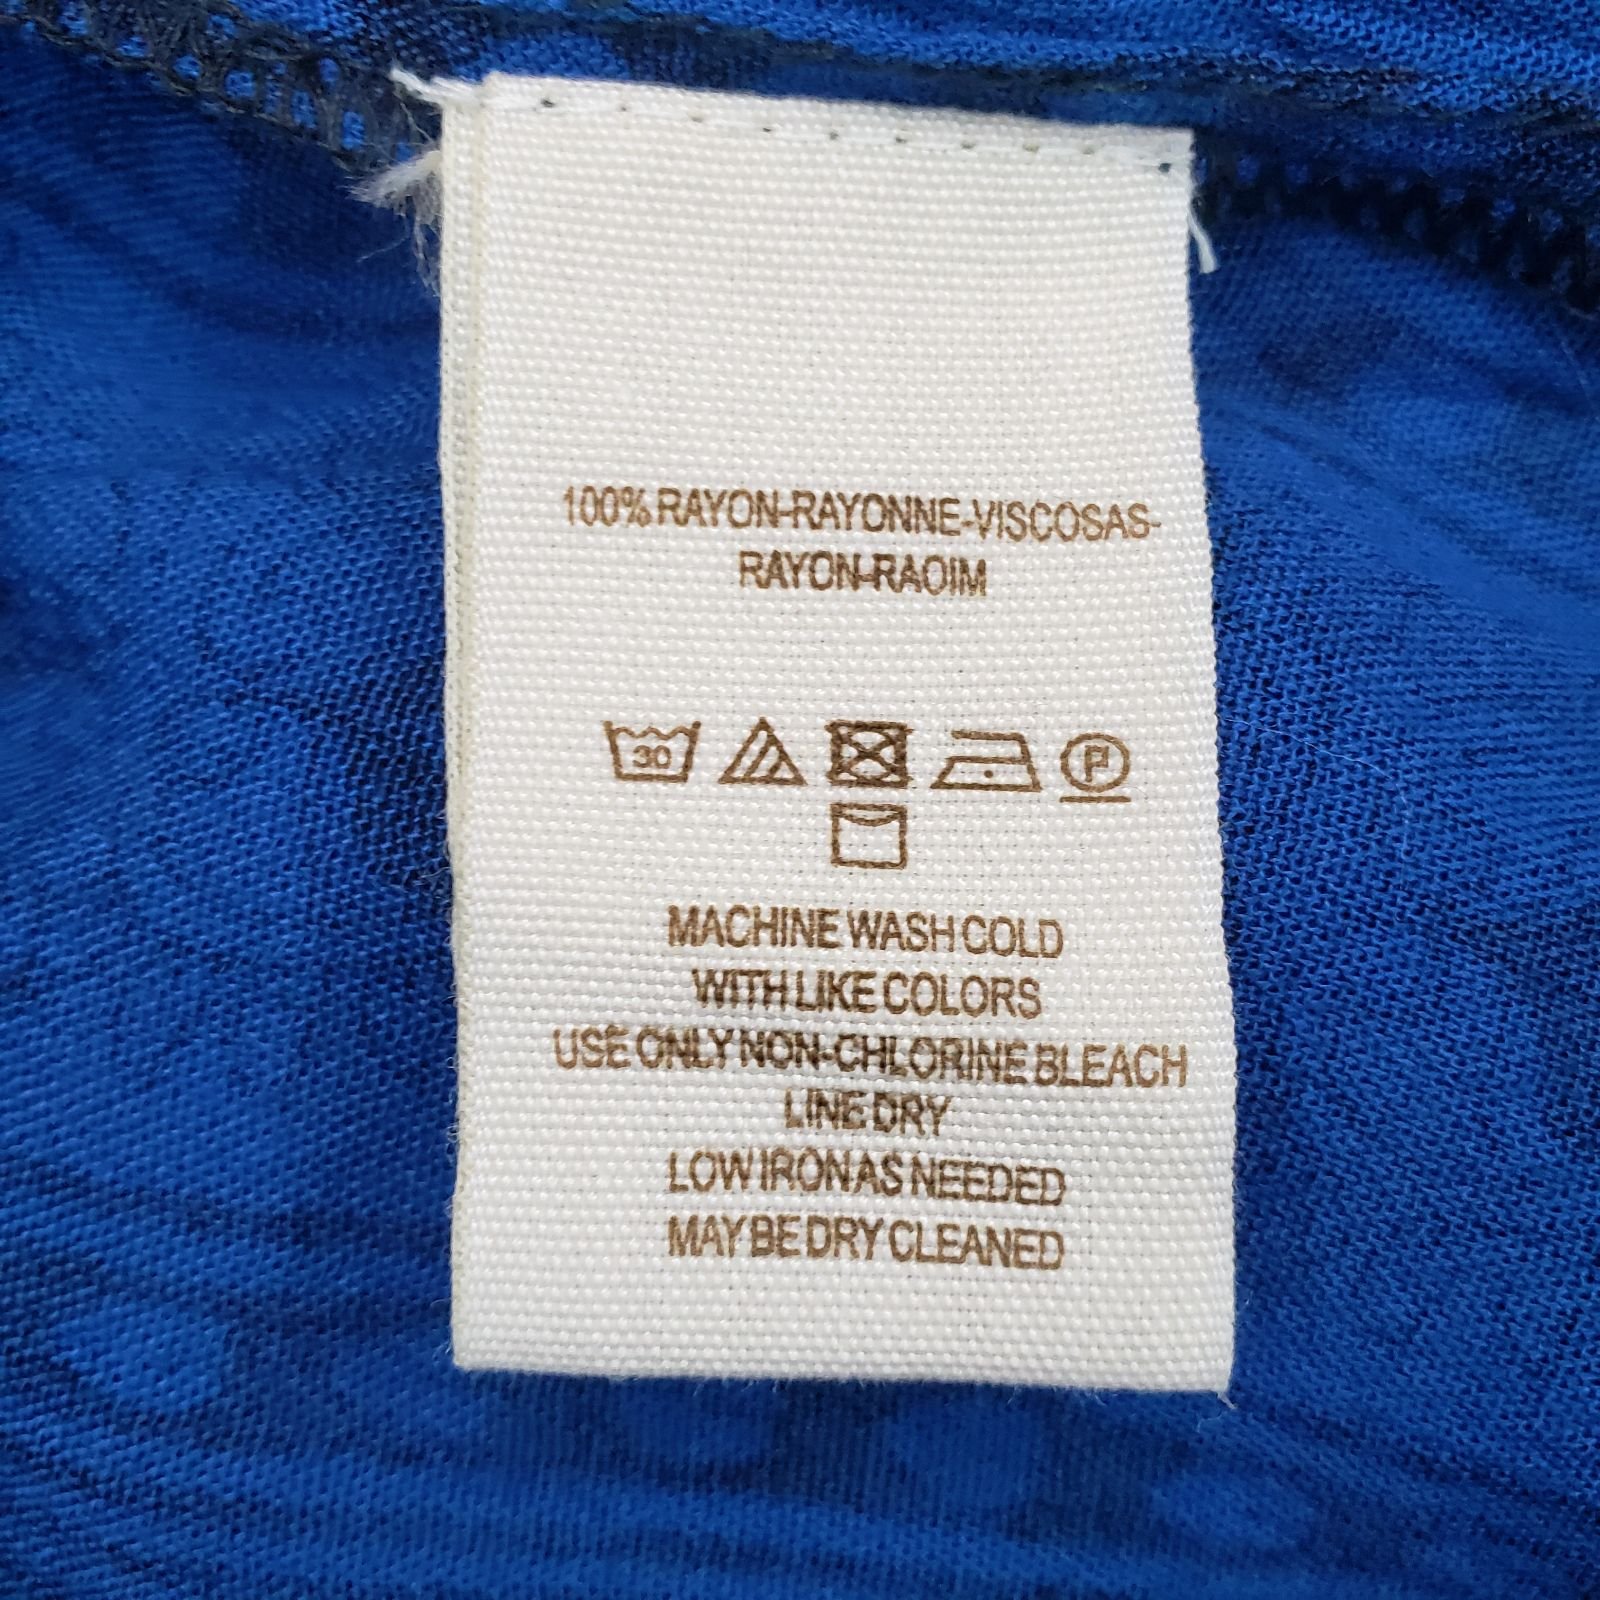 100% RAYON-RAYONNE-VISCOSAS-
RAYON-RAOIM
30
P
MACHINE WASH COLD
WITH LIKE COLORS
USE ONLY NON-CHLORINE BLEACH
LINE DRY
LOW IRON AS NEEDED
MAY BE DRY CLEANED